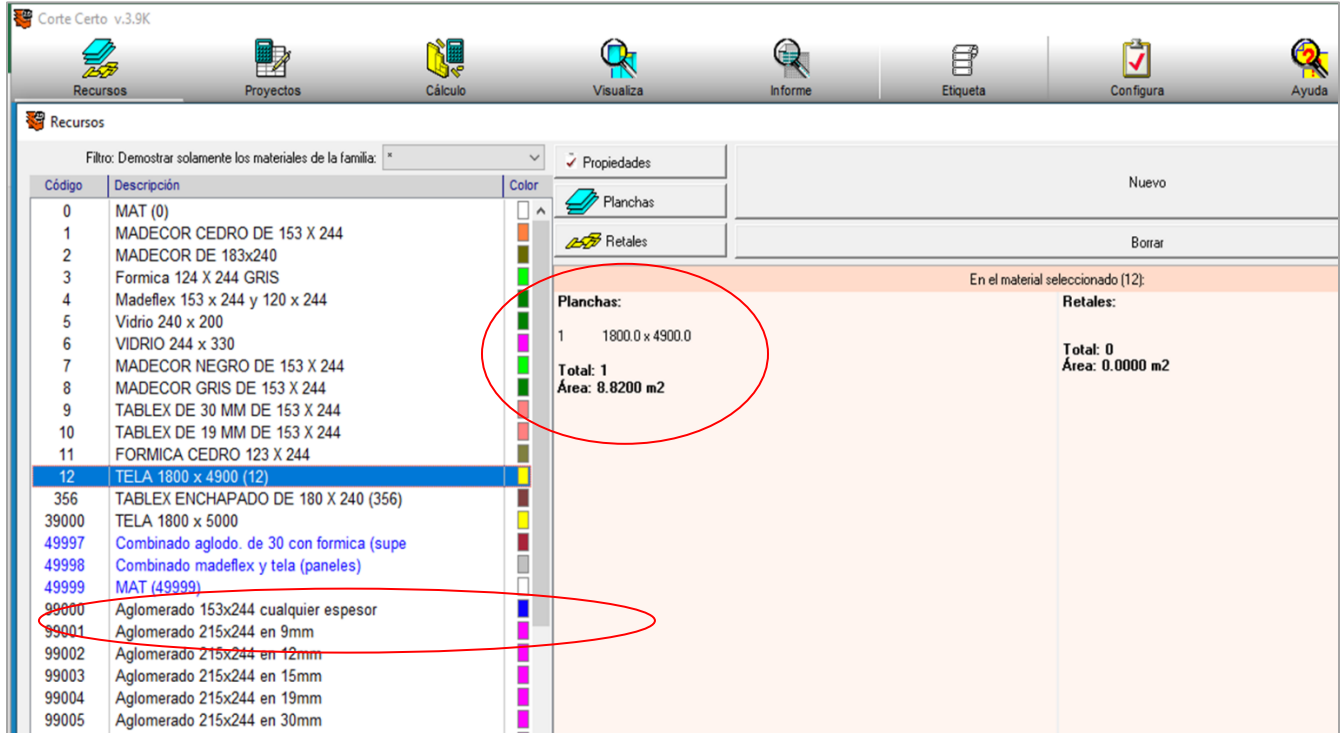 Corte Certo v.3.9K
Recursos Proyectos Cálculo Visualiza Informe Etiqueta Configura Ayuda
Recursos
Filtro: Demostrar solamente los materiales de la familia: *
Código Descripción Color
0 MAT (0)
1 MADECOR CEDRO DE 153 X 244
2 MADECOR DE 183x240
3 Formica 124 X 244 GRIS
4 Madeflex 153 x 244 y 120 x 244
5 Vidrio 240 x 200
6 VIDRIO 244 x 330
7 MADECOR NEGRO DE 153 X 244
8 MADECOR GRIS DE 153 X 244
9 TABLEX DE 30 MM DE 153 X 244
10 TABLEX DE 19 MM DE 153 X 244
11 FORMICA CEDRO 123 X 244
12 TELA 1800 x 4900 (12)
356 TABLEX ENCHAPADO DE 180 X 240 (356)
39000 TELA 1800 x 5000
49997 Combinado aglodo. de 30 con formica (supe
49998 Combinado madeflex y tela (paneles)
49999 MAT (49999)
99000 Aglomerado 153x244 cualquier espesor
99001 Aglomerado 215x244 en 9mm
99002 Aglomerado 215x244 en 12mm
99003 Aglomerado 215x244 en 15mm
99004 Aglomerado 215x244 en 19mm
99005 Aglomerado 215x244 en 30mm
Propiedades
Planchas
Retales
Nuevo
Borrar
En el material seleccionado (12):
Planchas:
1 1800.0 x 4900.0
Total: 1
Área: 8.8200 m2
Retales:
Total: 0
Área: 0.0000 m2